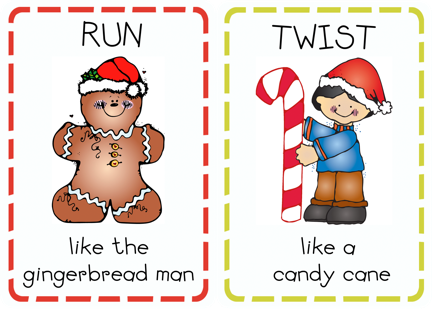 RUN
like the
gingerbread man
TWIST
like a
candy cane